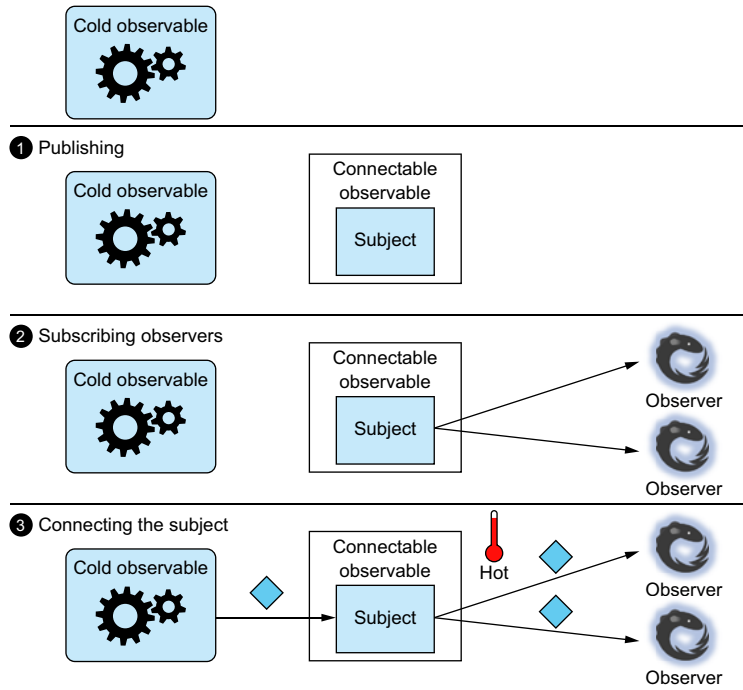 Cold observable
1 Publishing
Cold observable
Connectable
observable
Subject
2 Subscribing observers
Cold observable
Connectable
observable
Subject
Observer
Observer
3 Connecting the subject
Cold observable
Connectable
observable
Subject
Hot
Observer
Observer